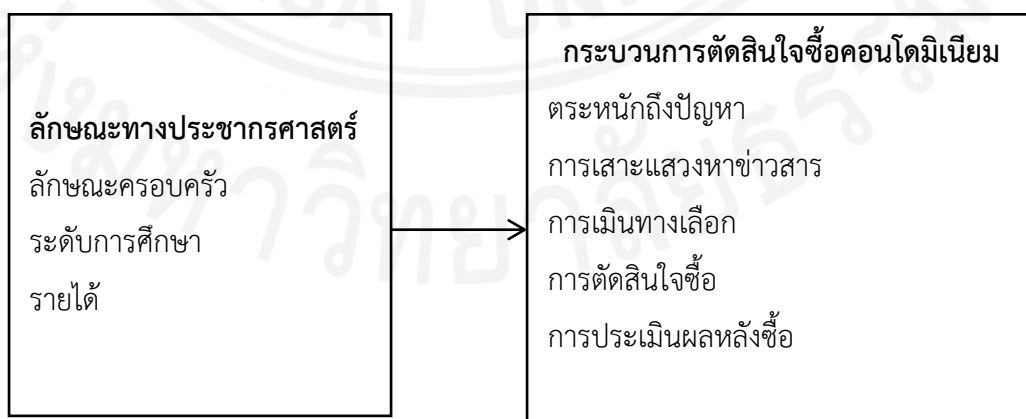 ลักษณะทางประชากรศาสตร์
ลักษณะครอบครัว
ระดับการศึกษา
รายได้
กระบวนการตัดสินใจซื้อคอนโดมิเนียม
ตระหนักถึงปัญหา
การเสาะแสวงหาข่าวสาร
การเมินทางเลือก
การตัดสินใจซื้อ
การประเมินผลหลังซื้อ